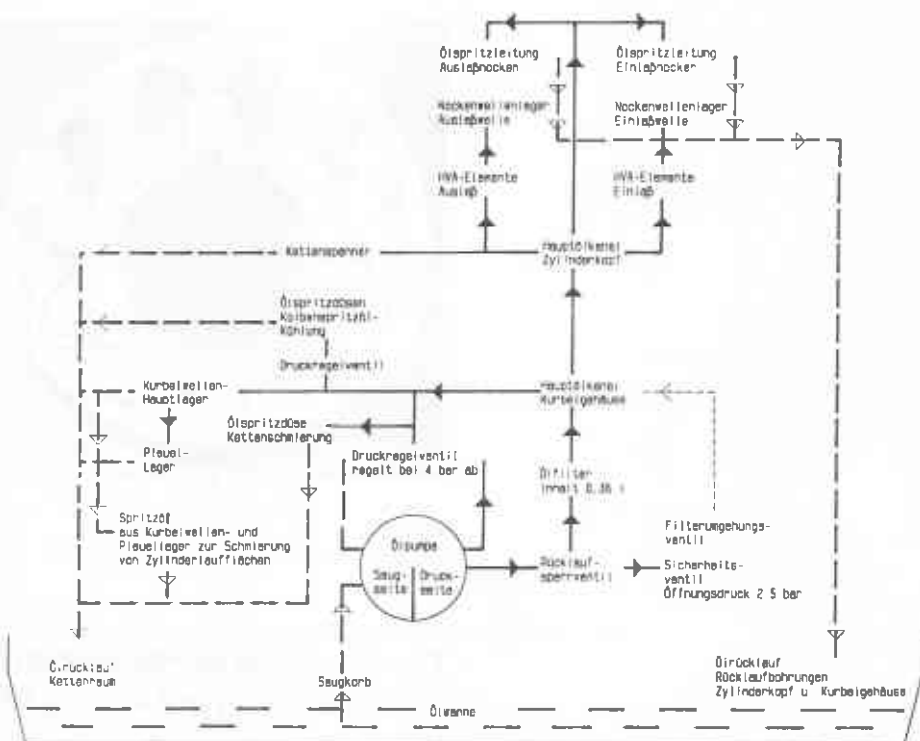 Ölspritzleitung
Auslaßnocken
Ölspritzleitung
Einlaßnocken
Nockenwellenlager
Auslaßwelle
Nockenwellenlager
Einlaßwelle
HVA-Elemente
Auslaß
HVA-Elemente
Einlaß
Kettenspanner
Hauptölkanal
Zylinderkopf
Ölspritzdüsen
Kolbenspritzöl-
Kühlung
Druckregelventil
Kurbelwellen-
Hauptlager
Hauptölkanal
Kurbelgehäuse
Ölspritzdüse
Kettenschmierung
Pleuel-
Lager
Druckregelventil
regelt bei 4 bar ab
Ölfilter
Inhalt 0,36 l
Spritzöl
aus Kurbelwellen- und
Pleuellager zur Schmierung
von Zylinderlaufflächen
Filterumgehungs-
ventil
Ölpumpe
Saug-
seite
Druck-
seite
Rücklauf-
sperrventil
Sicherheits-
ventil
Öffnungsdruck 2 5 bar
Ölrücklauf
Kettenraum
Saugkorb
Ölrücklauf
Rücklaufbohrungen
Zylinderkopf u Kurbelgehäuse
Ölwanne